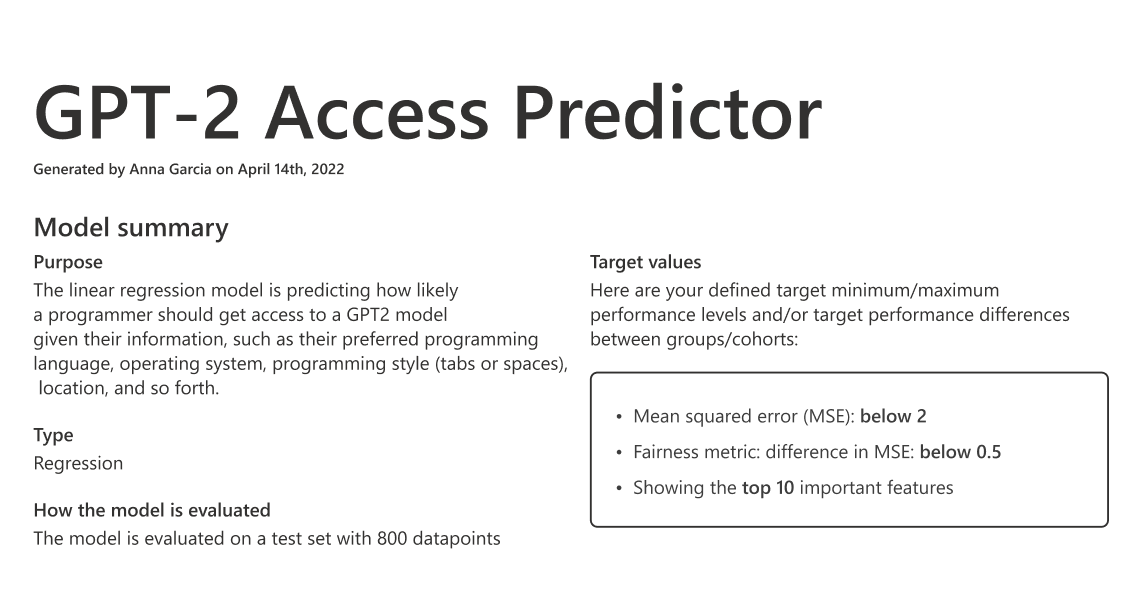 GPT-2 Access Predictor
Generated by Anna Garcia on April 14th, 2022
Model summary
Purpose
The linear regression model is predicting how likely
a programmer should get access to a GPT2 model
given their information, such as their preferred programming
language, operating system, programming style (tabs or spaces),
location, and so forth.
Type
Regression
How the model is evaluated
The model is evaluated on a test set with 800 datapoints
Target values
Here are your defined target minimum/maximum
performance levels and/or target performance differences
between groups/cohorts:
• Mean squared error (MSE): below 2
• Fairness metric: difference in MSE: below 0.5
• Showing the top 10 important features